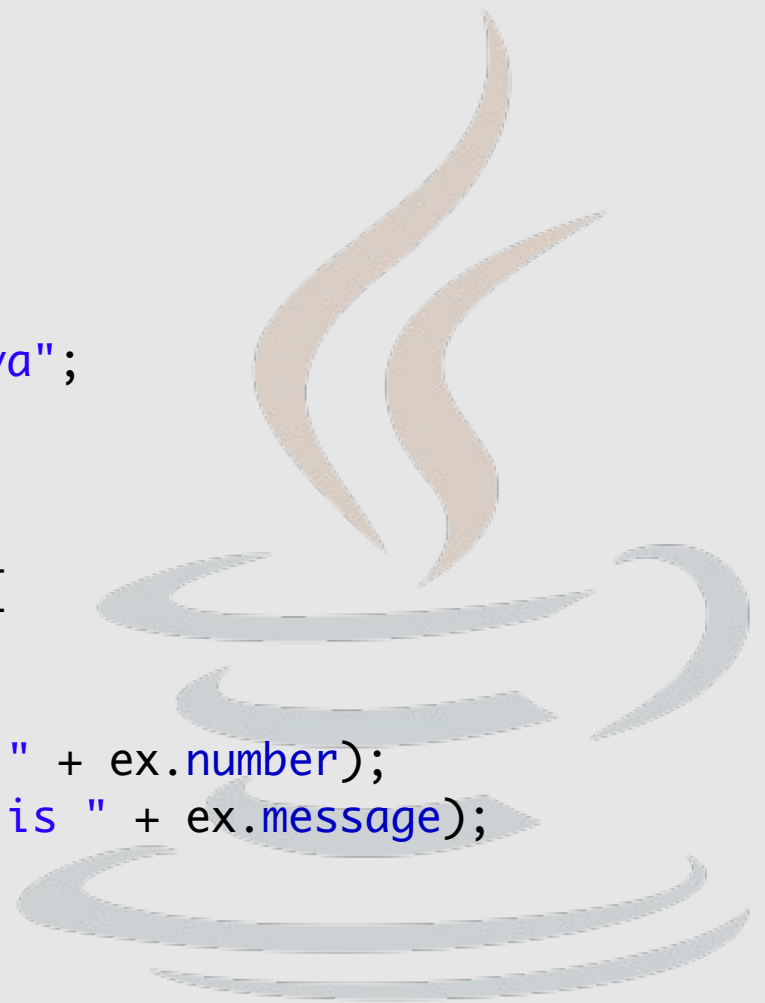 va";
" + ex.number);
is " + ex.message);